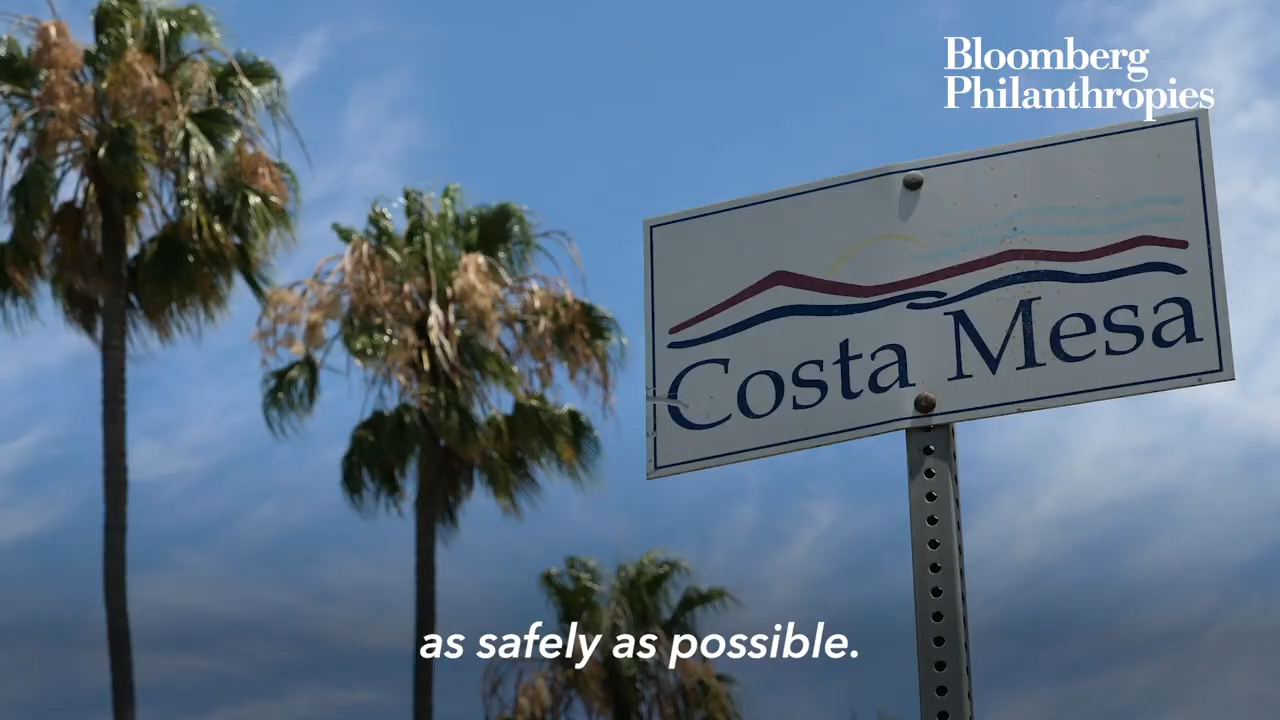 Bloomberg
Philanthropies
Costa Mesa
as safely as possible.